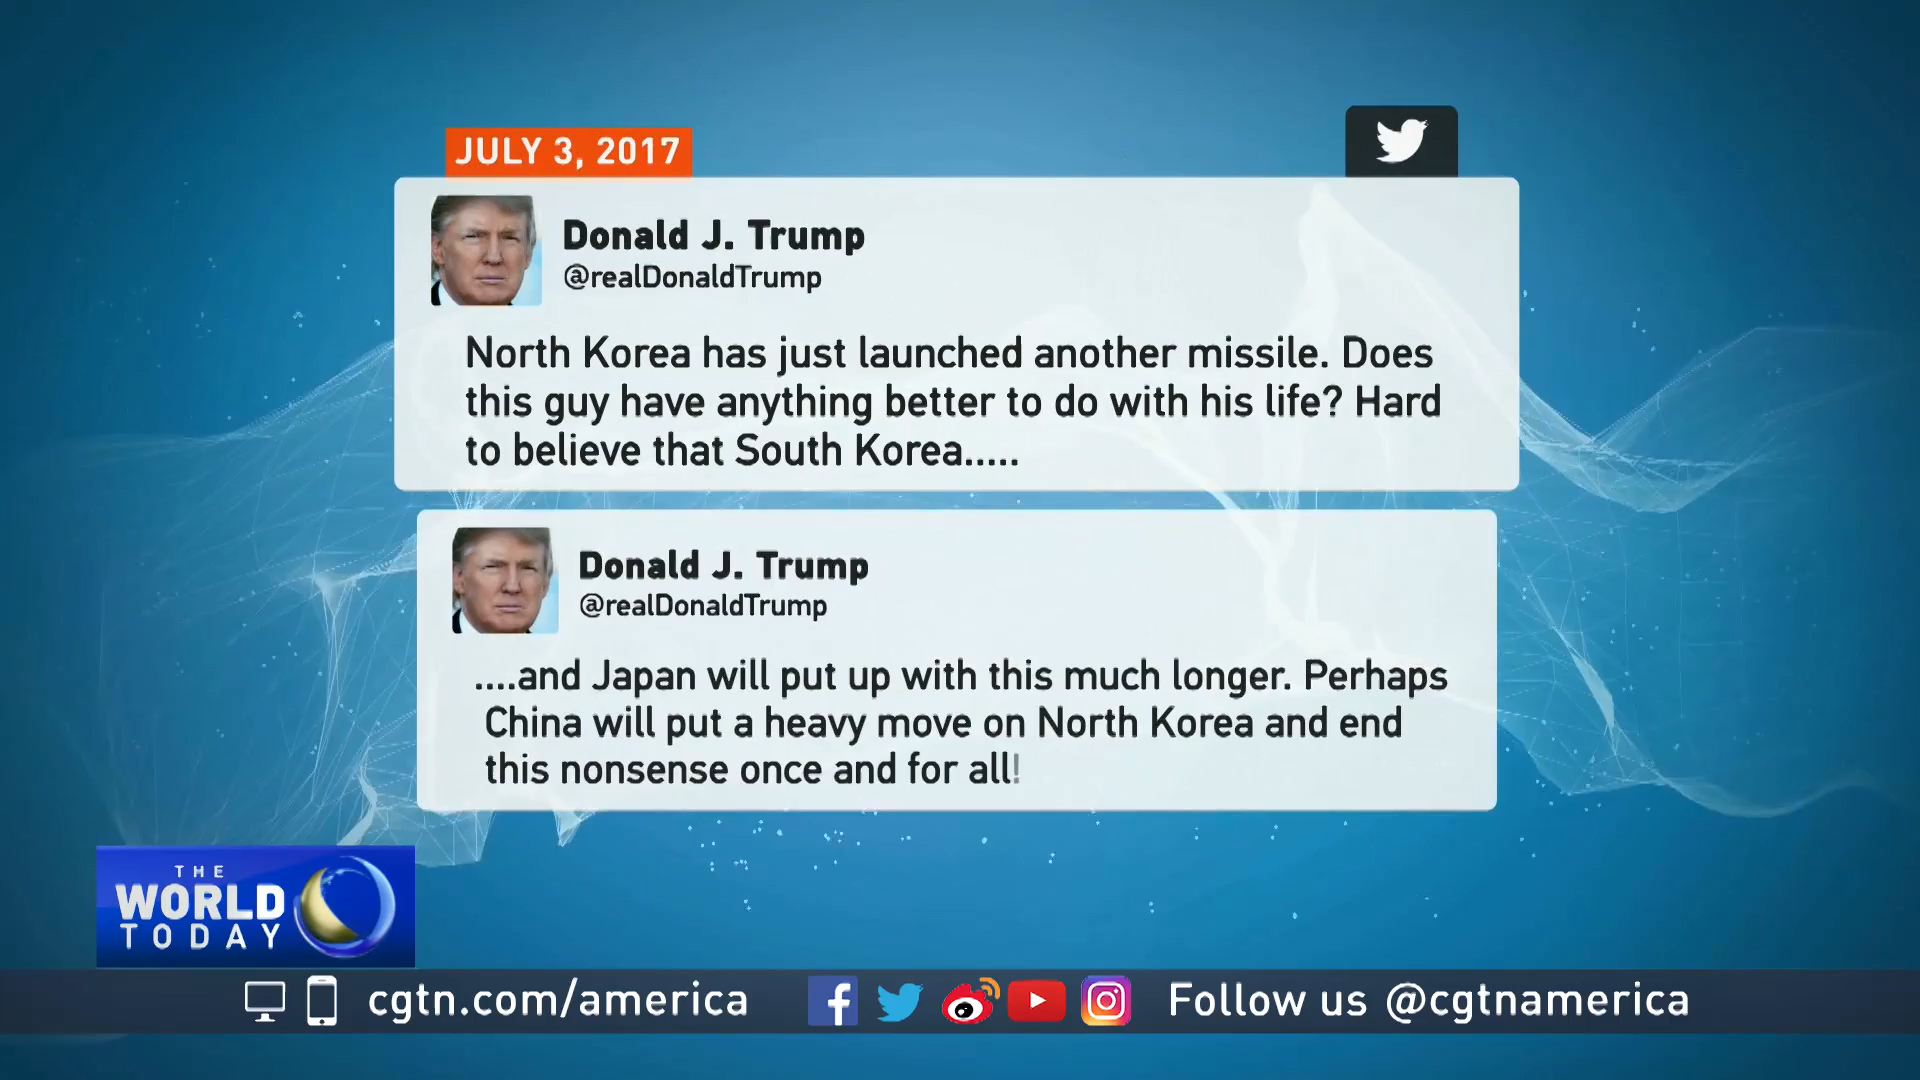 JULY 3, 2017
Donald J. Trump
@realDonaldTrump
North Korea has just launched another missile. Does
this guy have anything better to do with his life? Hard
to believe that South Korea.....
Donald J. Trump
@realDonaldTrump
....and Japan will put up with this much longer. Perhaps
China will put a heavy move on North Korea and end
this nonsense once and for all!
THE
WORLD
TODAY
cgtn.com/america
Follow us @cgtnamerica